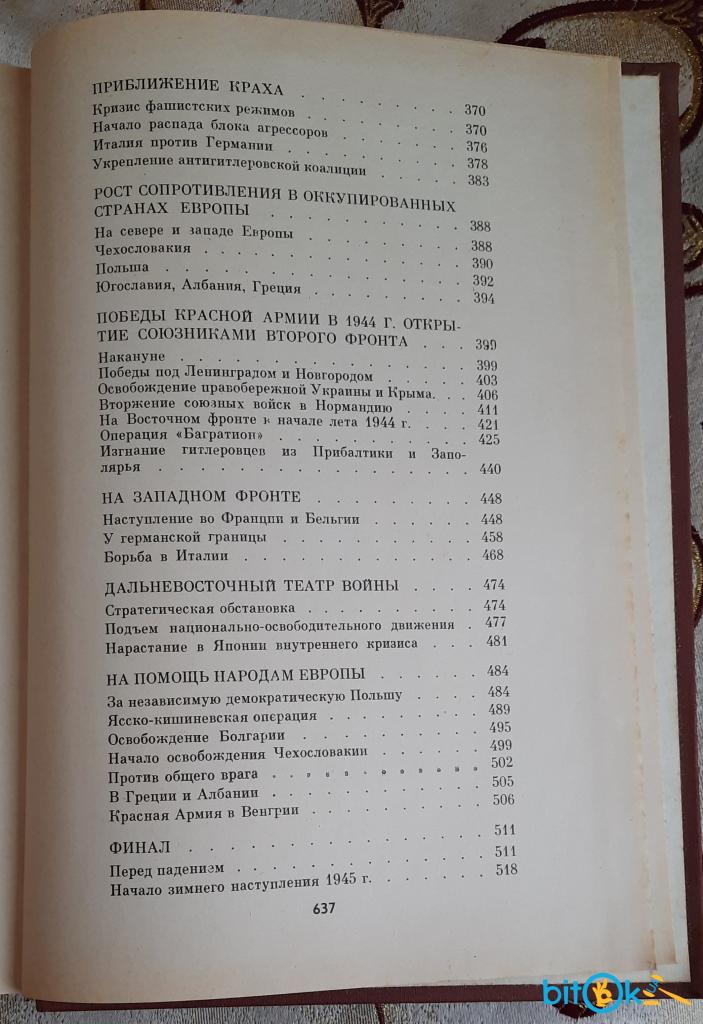 ПРИБЛИЖЕНИЕ КРАХА . . . . . . . . . 370
Кризис фашистских режимов . . . . . . . . 370
Начало распада блока агрессоров . . . . . . 376
Италия против Германии . . . . . . . . . 378
Укрепление антигитлеровской коалиции . . . . . 383
РОСТ СОПРОТИВЛЕНИЯ В ОККУПИРОВАННЫХ
СТРАНАХ ЕВРОПЫ . . . . . . . . . . 388
На севере и западе Европы . . . . . . . . 388
Чехословакия . . . . . . . . . . . . . 390
Польша . . . . . . . . . . . . . . . 392
Югославия, Албания, Греция . . . . . . . . 394
ПОБЕДЫ КРАСНОЙ АРМИИ В 1944 Г. ОТКРЫ-
ТИЕ СОЮЗНИКАМИ ВТОРОГО ФРОНТА . . . 399
Накануне . . . . . . . . . . . . . . 399
Победы под Ленинградом и Новгородом . . . . . 403
Освобождение правобережной Украины и Крыма. . . 406
Вторжение союзных войск в Нормандию . . . . . 411
На Восточном фронте к начале лета 1944 г. . . . . 421
Операция «Багратион» . . . . . . . . . . 425
Изгнание гитлеровцев из Прибалтики и Запо-
лярья . . . . . . . . . . . . . . . 440
НА ЗАПАДНОМ ФРОНТЕ . . . . . . . . 448
Наступление во Франции и Бельгии . . . . . . 448
У германской границы . . . . . . . . . . 458
Борьба в Италии . . . . . . . . . . . . 468
ДАЛЬНЕВОСТОЧНЫЙ ТЕАТР ВОЙНЫ . . . . 474
Стратегическая обстановка . . . . . . . . . 474
Подъем национально-освободительного движения . 477
Нарастание в Японии внутреннего кризиса . . . 481
НА ПОМОЩЬ НАРОДАМ ЕВРОПЫ . . . . . 484
За независимую демократическую Польшу . . . . 484
Ясско-кишиневская операция . . . . . . . . 489
Освобождение Болгарии . . . . . . . . . 495
Начало освобождения Чехословакии . . . . . . 499
Против общего врага . . . . . . . . . . 502
В Греции и Албании . . . . . . . . . . 505
Красная Армия в Венгрии . . . . . . . . 506
ФИНАЛ . . . . . . . . . . . . . . 511
Перед падением . . . . . . . . . . . . 511
Начало зимнего наступления 1945 г. . . . . . . 518
637
bitok